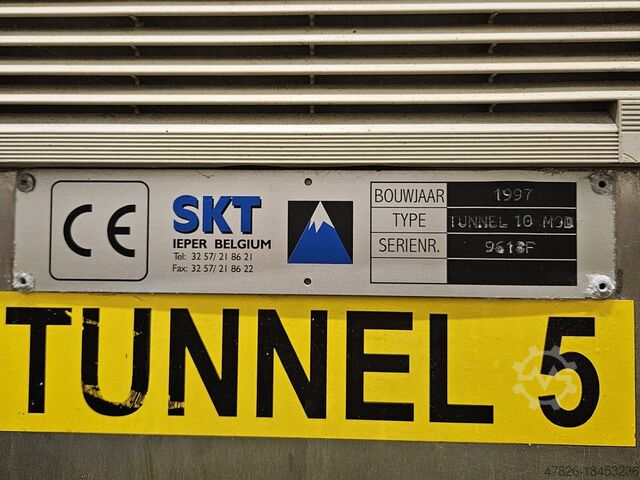 CE
SKT
IEPER BELGIUM
Tel: 32 57/ 21 86 21
Fax: 32 57/ 21 86 22
BOUWJAAR 1997
TYPE TUNNEL 10 MOD
SERIENR. 9618F
TUNNEL 5
47826-18453236